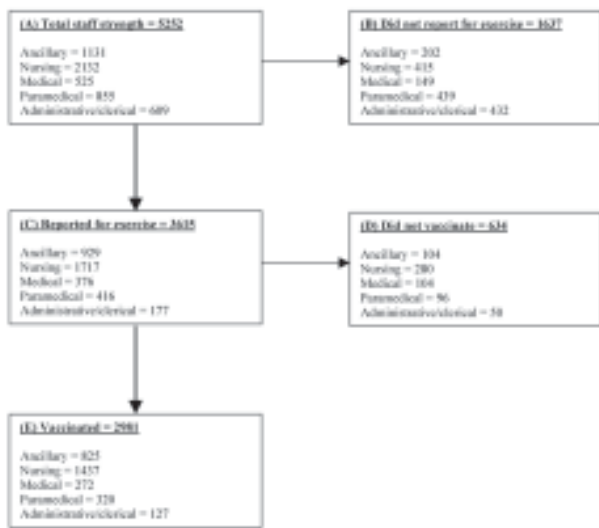 (A) Total staff strength = 5252
Ancillary = 1131
Nursing = 2132
Medical = 525
Paramedical = 855
Administrative/clerical = 609
(B) Did not report for exercise = 1637
Ancillary = 202
Nursing = 415
Medical = 149
Paramedical = 439
Administrative/clerical = 432
(C) Reported for exercise = 3615
Ancillary = 929
Nursing = 1717
Medical = 376
Paramedical = 416
Administrative/clerical = 177
(D) Did not vaccinate = 634
Ancillary = 104
Nursing = 280
Medical = 104
Paramedical = 96
Administrative/clerical = 50
(E) Vaccinated = 2981
Ancillary = 825
Nursing = 1437
Medical = 272
Paramedical = 320
Administrative/clerical = 127